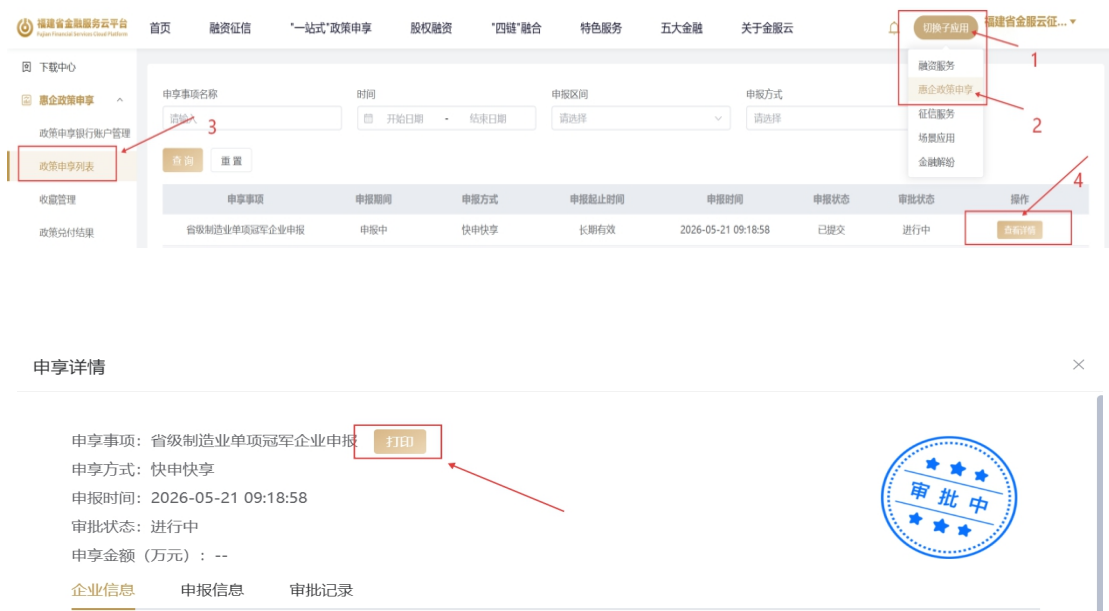 福建省金融服务云平台 首页 融资征信 "一站式"政策申享 股权融资 "四链"融合 特色服务 五大金融 关于金服云 切换子应用 福建省金服云征...
Fujian Financial Services Cloud Platform
1
下载中心 融资服务
惠企政策申享 申享事项名称 时间 申报区间 申报方式 惠企政策申享
请输入 开始日期 - 结束日期 请选择 请选择 征信服务
2
政策申享银行账户管理 3 场景应用
政策申享列表 查询 重置 金融解纷
4
收藏管理 申享事项 申报期间 申报方式 申报起止时间 申报时间 申报状态 审批状态 操作
政策兑付结果 省级制造业单项冠军企业申报 申报中 快申快享 长期有效 2026-05-21 09:18:58 已提交 进行中 查看详情
申享详情
申享事项：省级制造业单项冠军企业申报 打印
申享方式：快申快享
申报时间：2026-05-21 09:18:58
审批状态：进行中
申享金额（万元）：--
审批中
企业信息 申报信息 审批记录